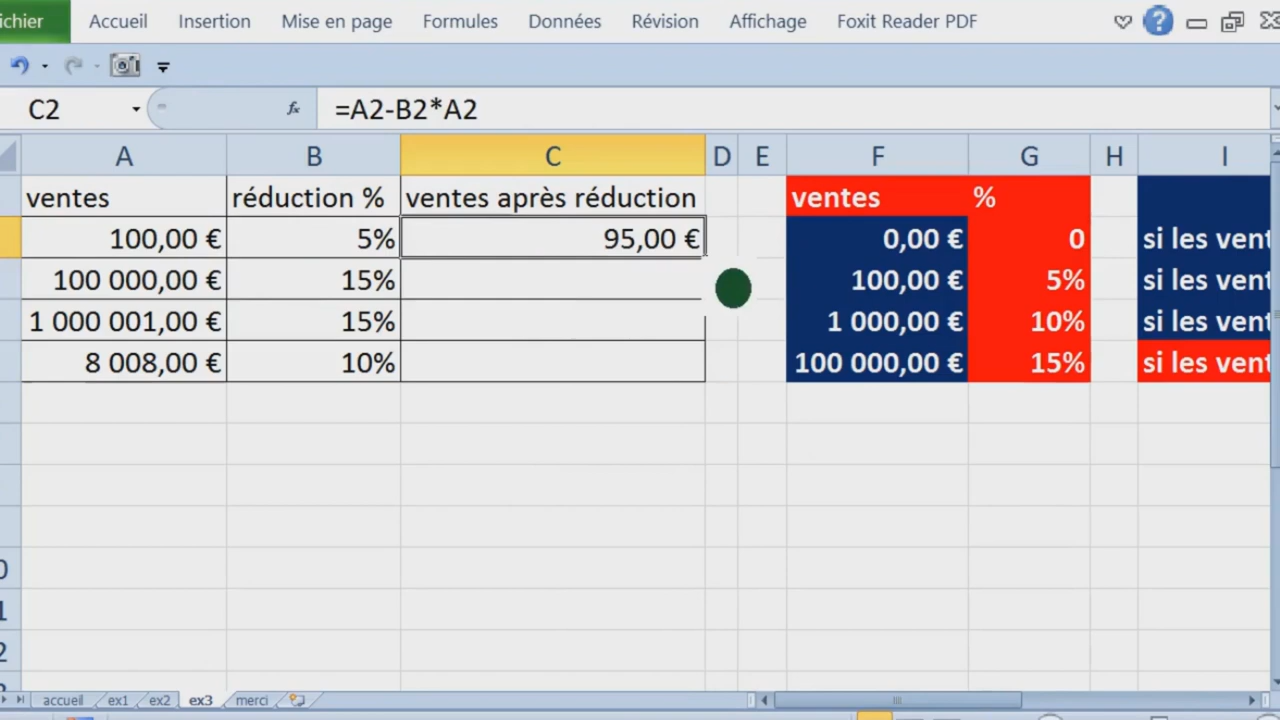 ichier Accueil Insertion Mise en page Formules Données Révision Affichage Foxit Reader PDF
C2 fx =A2-B2*A2
A B C D E F G H I
ventes réduction % ventes après réduction ventes %
100,00 € 5% 95,00 € 0,00 € 0 si les vent
100 000,00 € 15% 100,00 € 5% si les vent
1 000 001,00 € 15% 1 000,00 € 10% si les vent
8 008,00 € 10% 100 000,00 € 15% si les vent
0
1
2
accueil ex1 ex2 ex3 merci